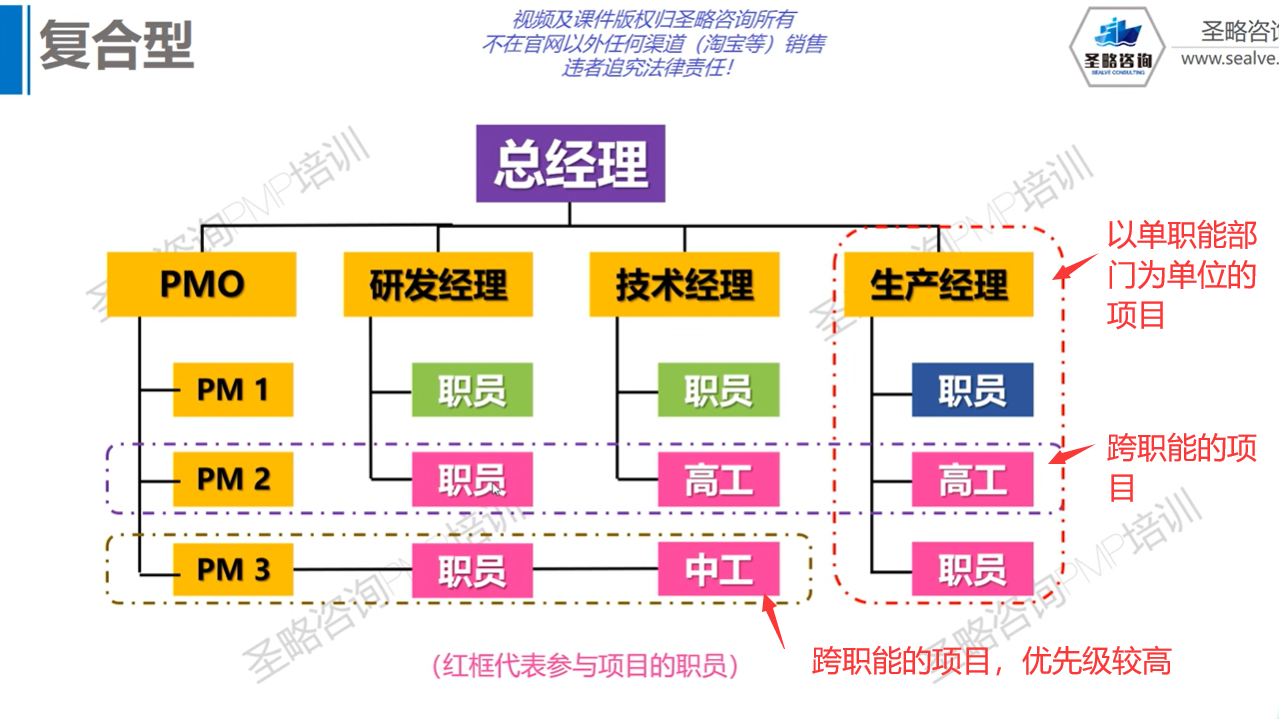 复合型
视频及课件版权归圣略咨询所有
不在官网以外任何渠道（淘宝等）销售
违者追究法律责任！
圣略咨询
SEALVE CONSULTING
圣略咨
www.sealve.
总经理
PMO
研发经理
技术经理
生产经理
以单职能部
门为单位的
项目
PM 1
职员
职员
职员
PM 2
职员
高工
高工
跨职能的项
目
PM 3
职员
中工
职员
（红框代表参与项目的职员）
跨职能的项目，优先级较高
圣略咨询PMP培训
圣略咨询PMP培训
圣略咨询PMP培训
圣略咨询PMP培训